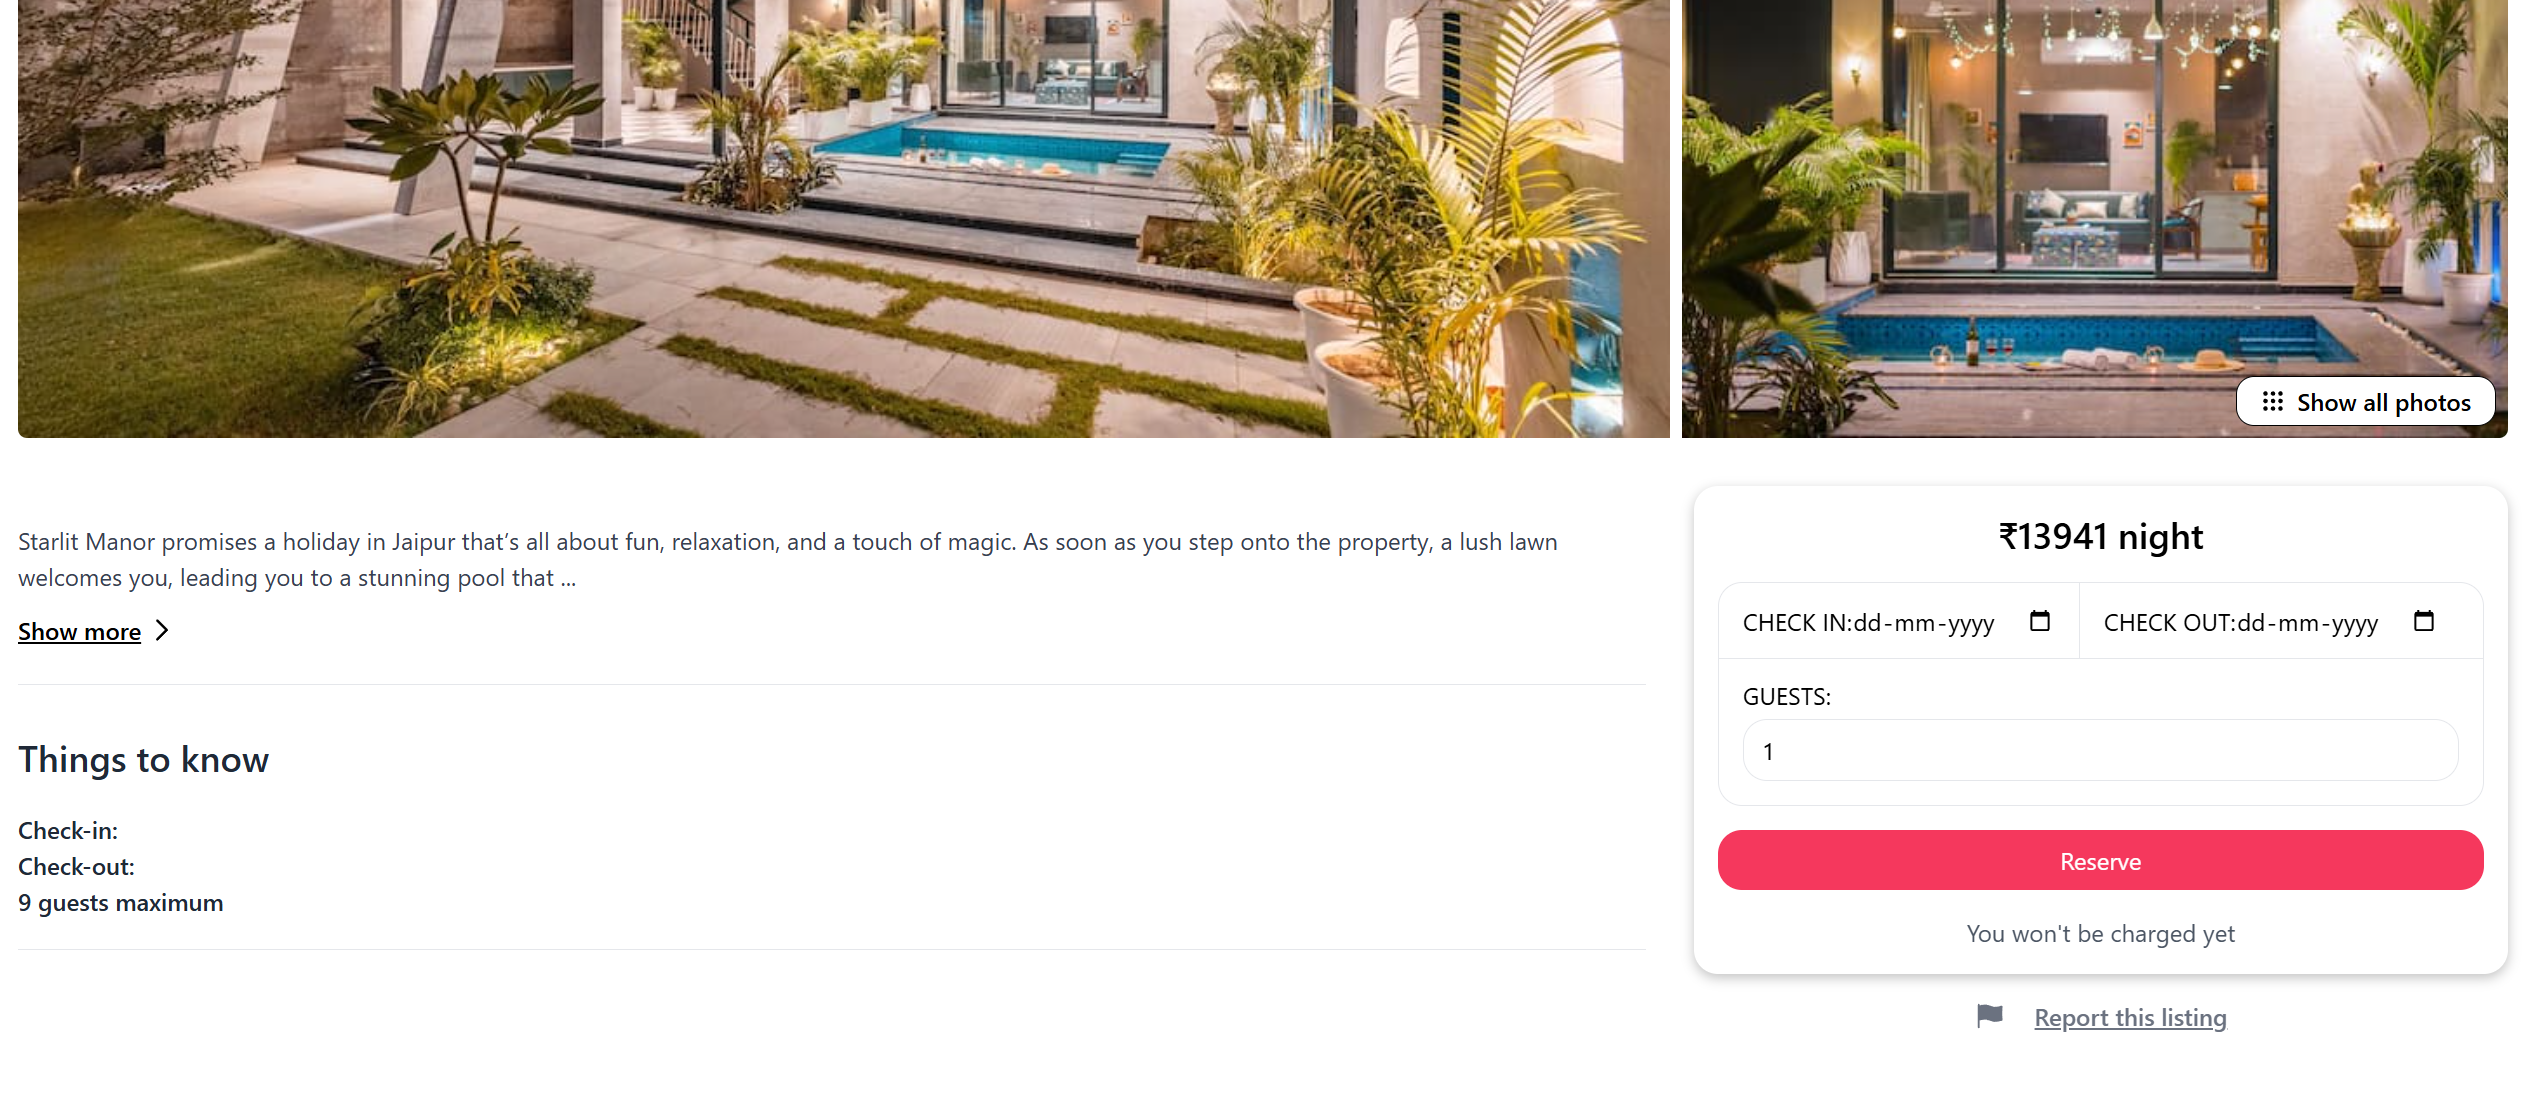 Show all photos
Starlit Manor promises a holiday in Jaipur that’s all about fun, relaxation, and a touch of magic. As soon as you step onto the property, a lush lawn
welcomes you, leading you to a stunning pool that ...
Show more
Things to know
Check-in:
Check-out:
9 guests maximum
₹13941 night
CHECK IN:dd-mm-yyyy
CHECK OUT:dd-mm-yyyy
GUESTS:
1
Reserve
You won't be charged yet
Report this listing